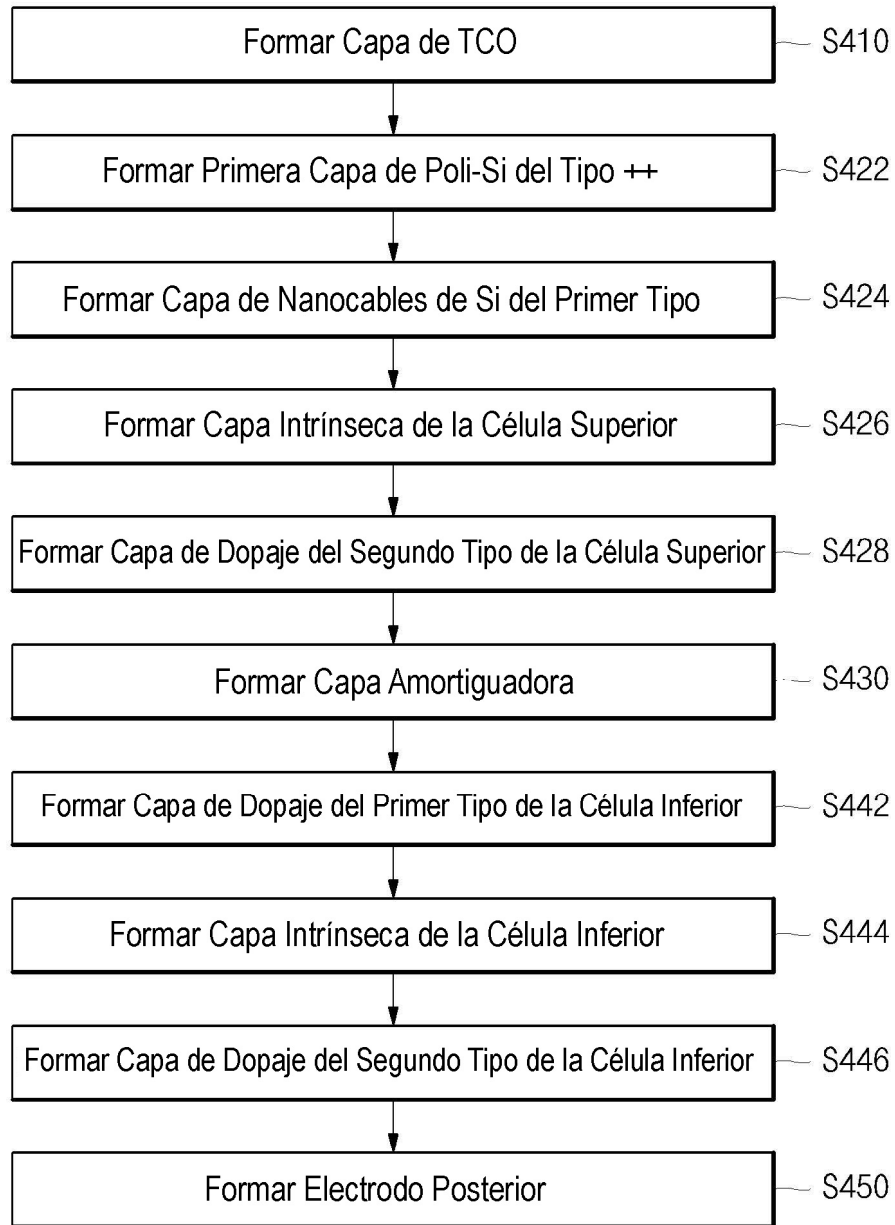 Formar Capa de TCO
S410
Formar Primera Capa de Poli-Si del Tipo ++
S422
Formar Capa de Nanocables de Si del Primer Tipo
S424
Formar Capa Intrínseca de la Célula Superior
S426
Formar Capa de Dopaje del Segundo Tipo de la Célula Superior
S428
Formar Capa Amortiguadora
S430
Formar Capa de Dopaje del Primer Tipo de la Célula Inferior
S442
Formar Capa Intrínseca de la Célula Inferior
S444
Formar Capa de Dopaje del Segundo Tipo de la Célula Inferior
S446
Formar Electrodo Posterior
S450